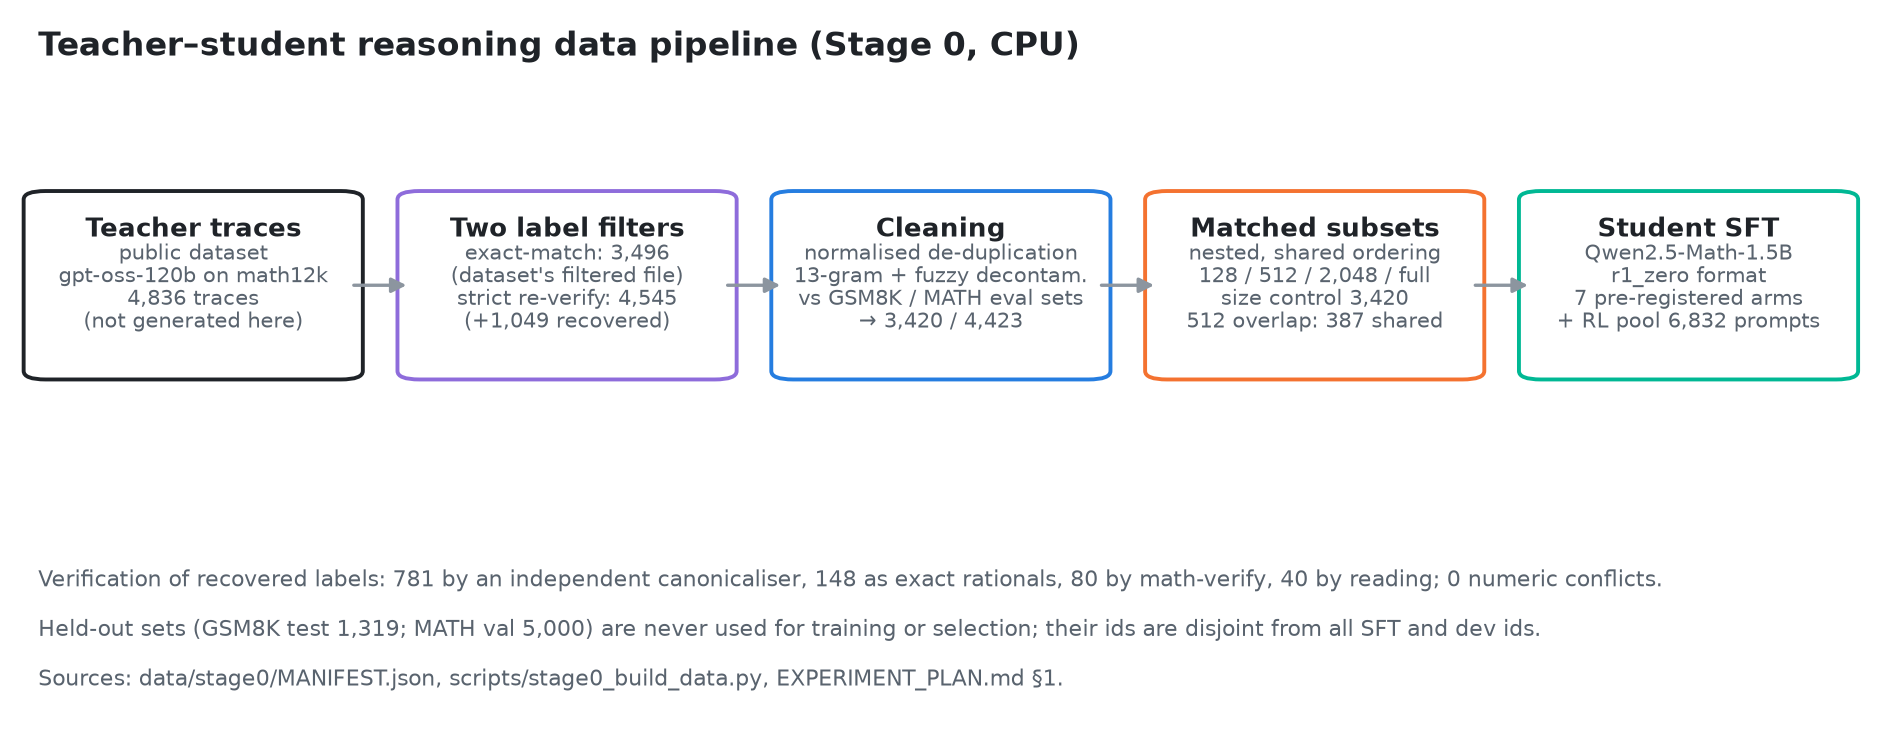 Teacher–student reasoning data pipeline (Stage 0, CPU)
Teacher traces
public dataset
gpt-oss-120b on math12k
4,836 traces
(not generated here)
Two label filters
exact-match: 3,496
(dataset's filtered file)
strict re-verify: 4,545
(+1,049 recovered)
Cleaning
normalised de-duplication
13-gram + fuzzy decontam.
vs GSM8K / MATH eval sets
→ 3,420 / 4,423
Matched subsets
nested, shared ordering
128 / 512 / 2,048 / full
size control 3,420
512 overlap: 387 shared
Student SFT
Qwen2.5-Math-1.5B
r1_zero format
7 pre-registered arms
+ RL pool 6,832 prompts
Verification of recovered labels: 781 by an independent canonicaliser, 148 as exact rationals, 80 by math-verify, 40 by reading; 0 numeric conflicts.
Held-out sets (GSM8K test 1,319; MATH val 5,000) are never used for training or selection; their ids are disjoint from all SFT and dev ids.
Sources: data/stage0/MANIFEST.json, scripts/stage0_build_data.py, EXPERIMENT_PLAN.md §1.